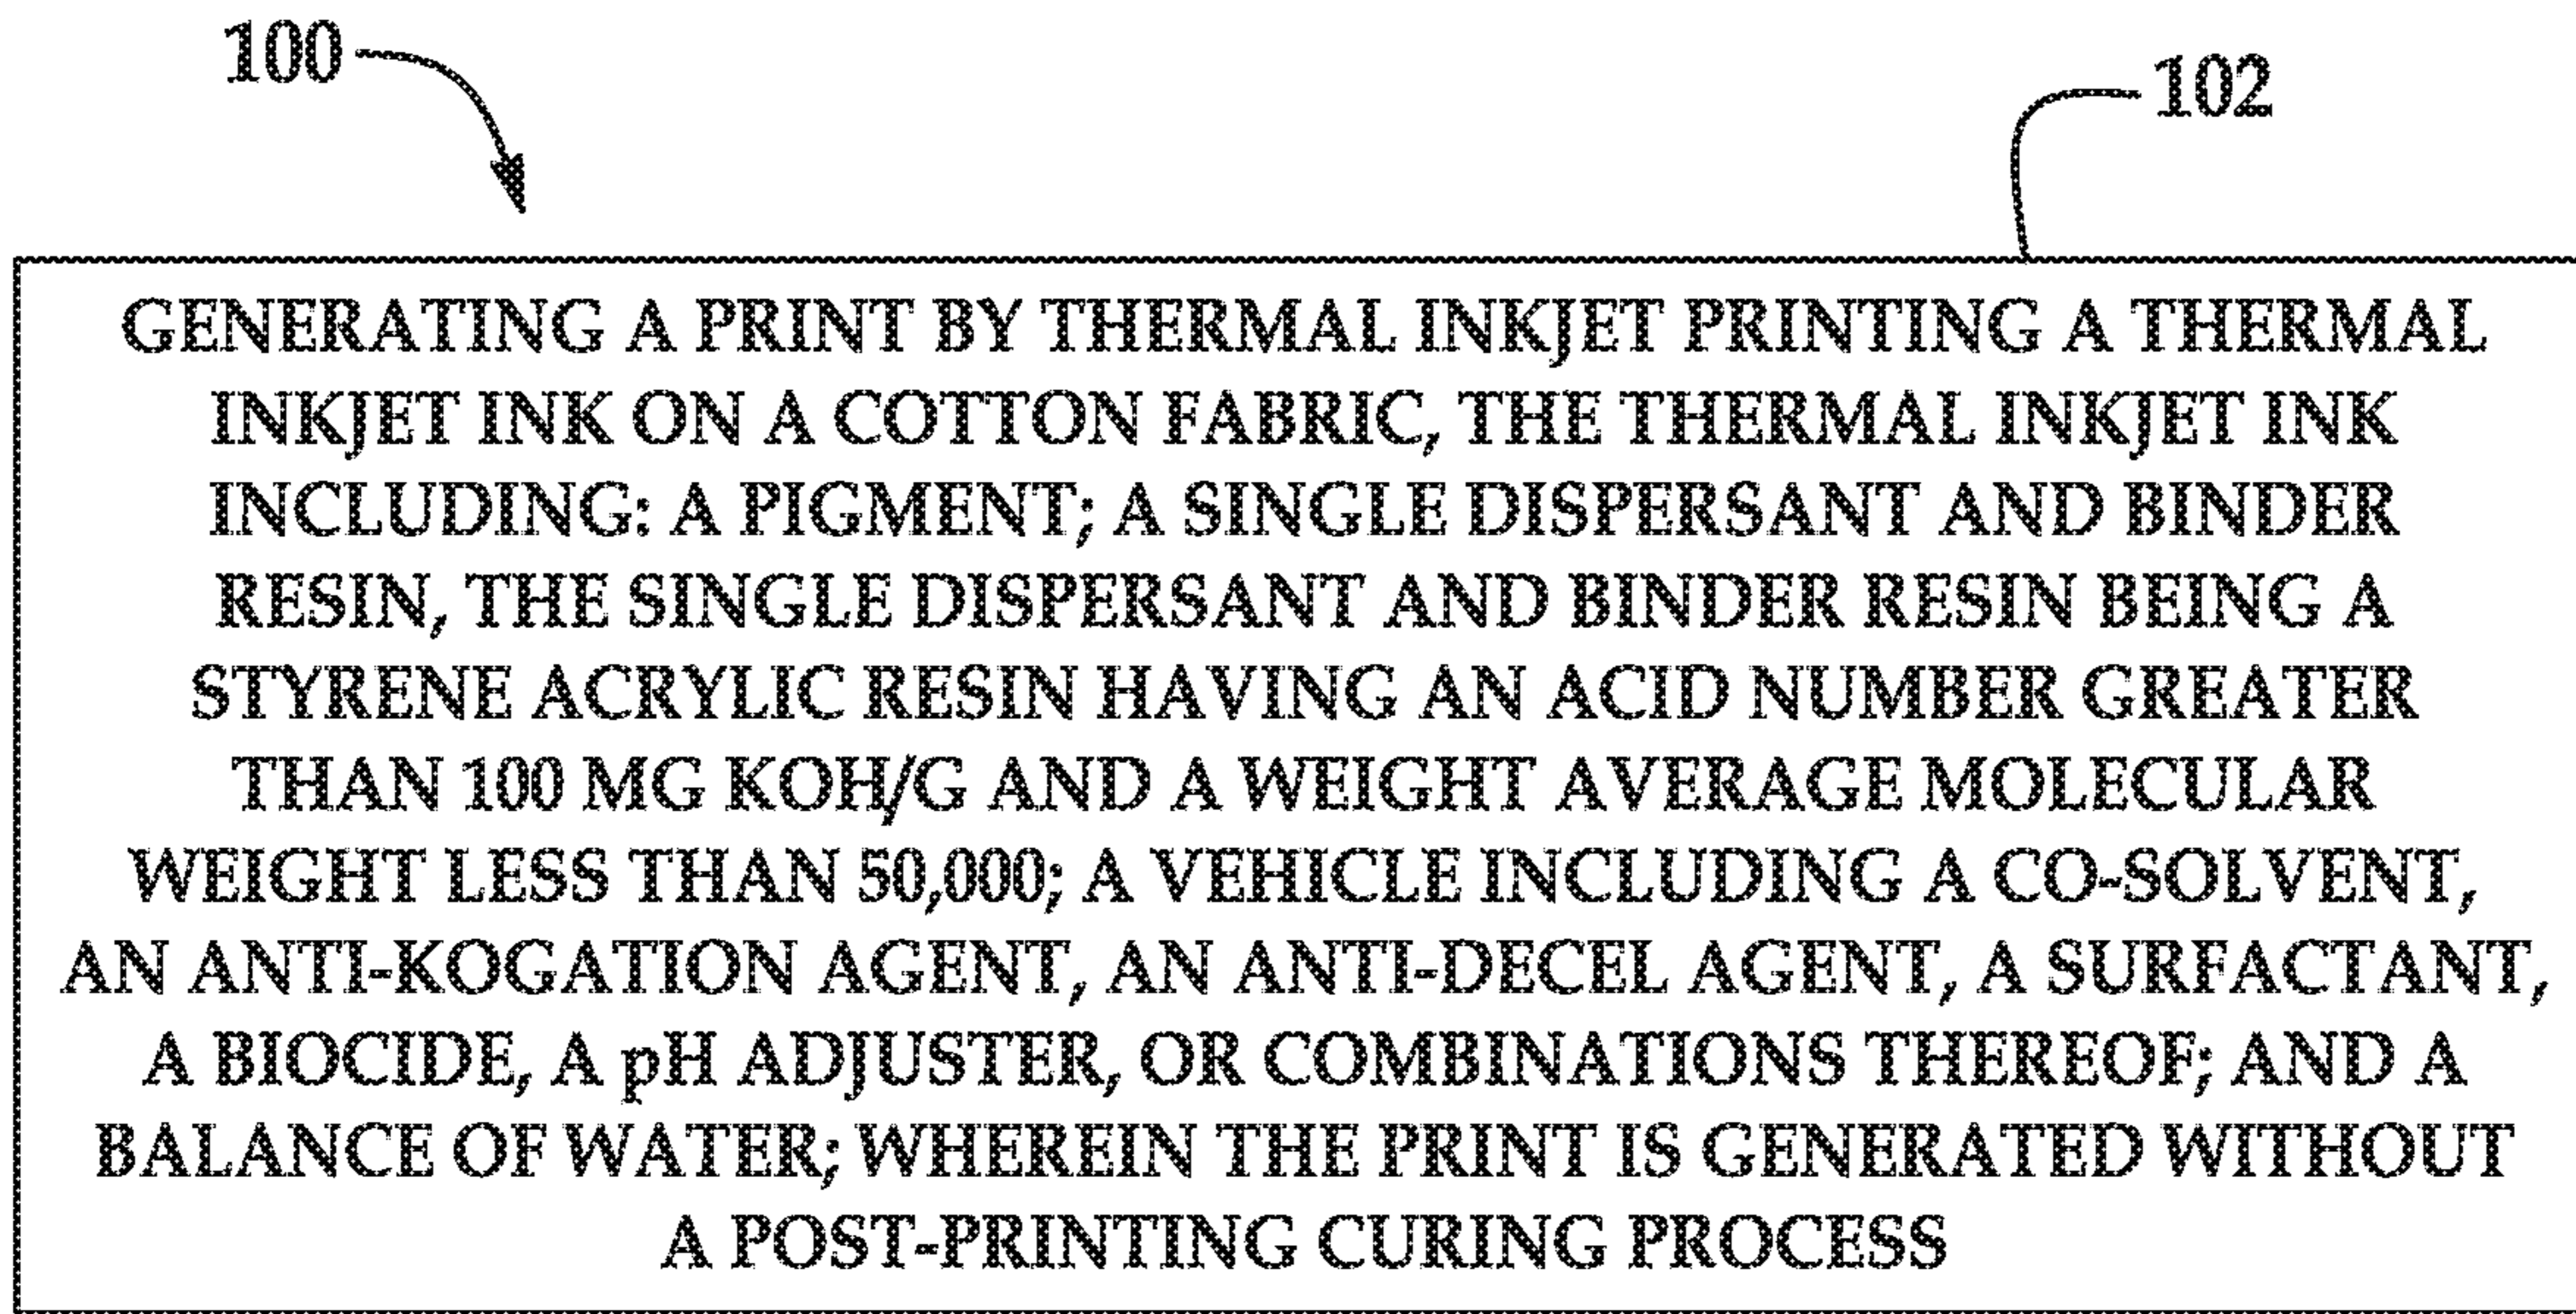 100
102
GENERATING A PRINT BY THERMAL INKJET PRINTING A THERMAL
INKJET INK ON A COTTON FABRIC, THE THERMAL INKJET INK
INCLUDING: A PIGMENT; A SINGLE DISPERSANT AND BINDER
RESIN, THE SINGLE DISPERSANT AND BINDER RESIN BEING A
STYRENE ACRYLIC RESIN HAVING AN ACID NUMBER GREATER
THAN 100 MG KOH/G AND A WEIGHT AVERAGE MOLECULAR
WEIGHT LESS THAN 50,000; A VEHICLE INCLUDING A CO-SOLVENT,
AN ANTI-KOGATION AGENT, AN ANTI-DECEL AGENT, A SURFACTANT,
A BIOCIDE, A pH ADJUSTER, OR COMBINATIONS THEREOF; AND A
BALANCE OF WATER; WHEREIN THE PRINT IS GENERATED WITHOUT
A POST-PRINTING CURING PROCESS